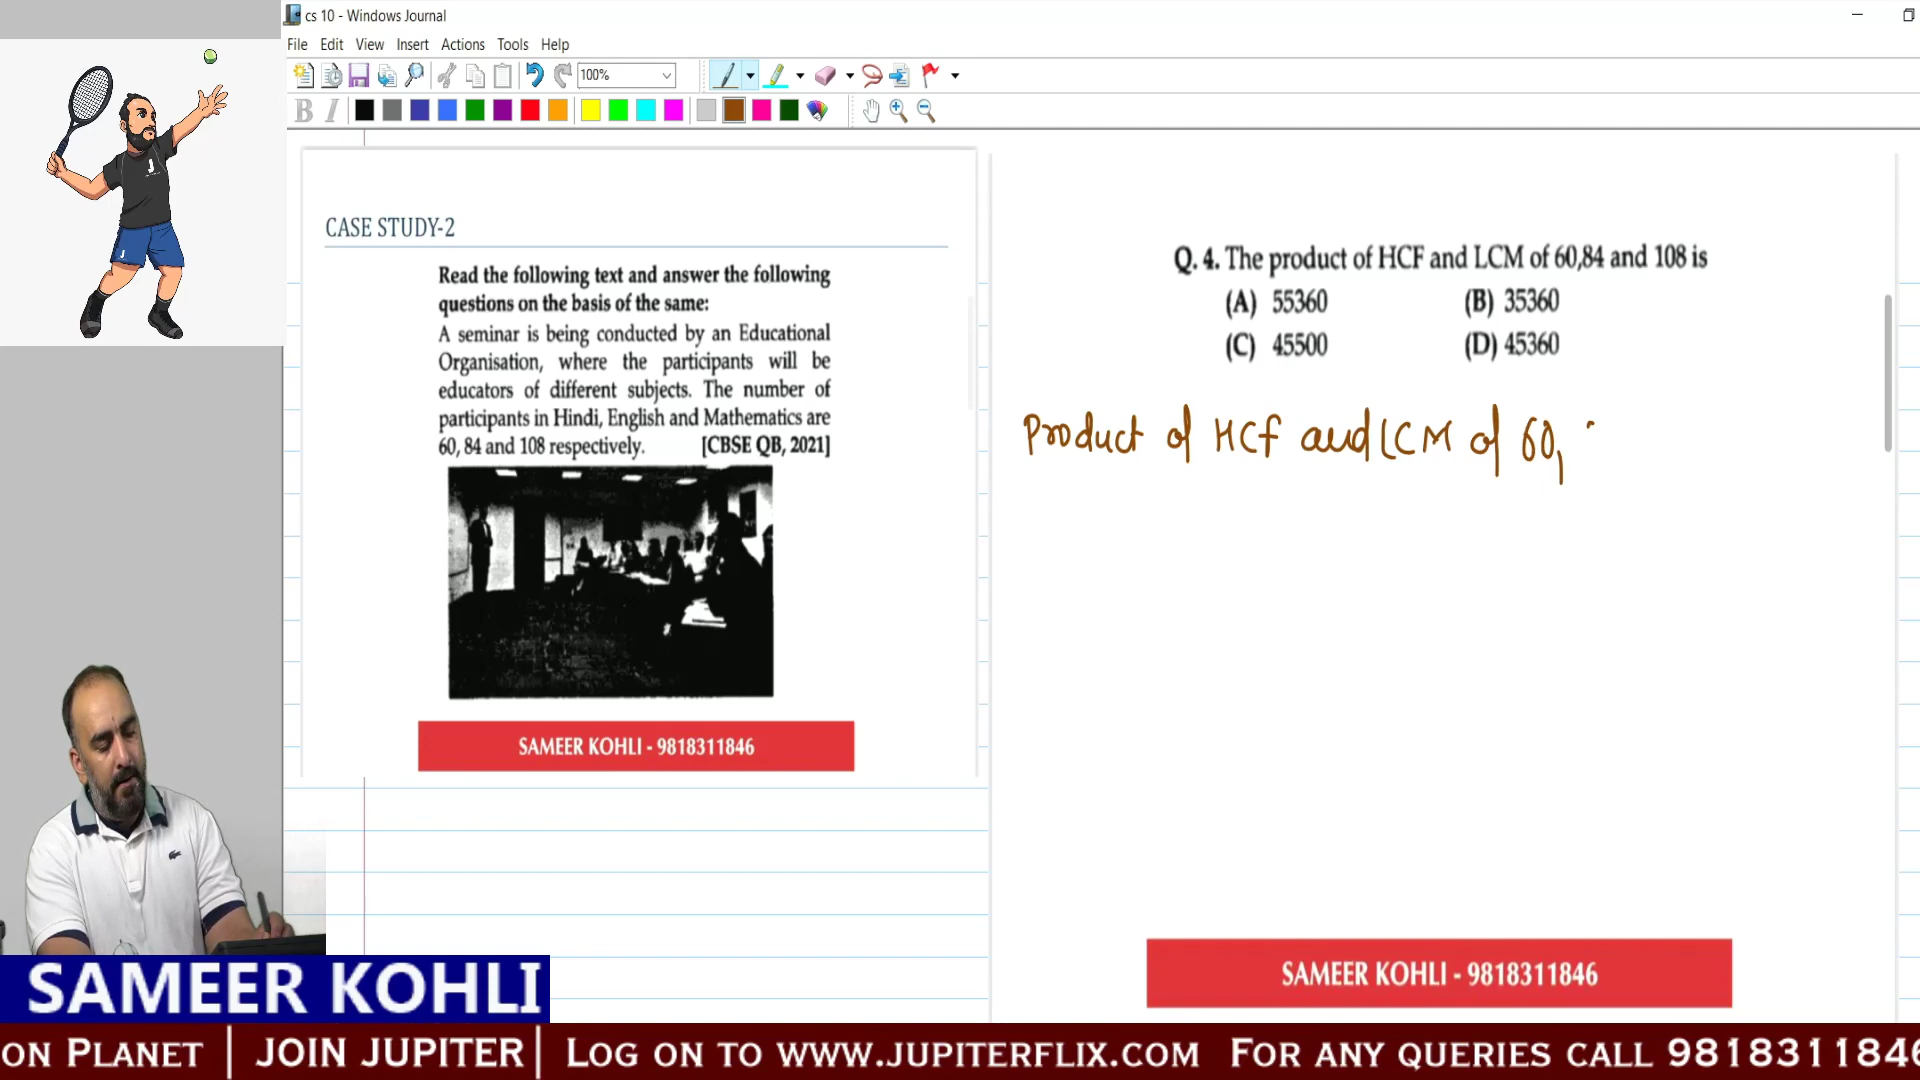 cs 10 - Windows Journal
File Edit View Insert Actions Tools Help
100%
B I
CASE STUDY-2
Read the following text and answer the following
questions on the basis of the same:
A seminar is being conducted by an Educational
Organisation, where the participants will be
educators of different subjects. The number of
participants in Hindi, English and Mathematics are
60, 84 and 108 respectively. [CBSE QB, 2021]
SAMEER KOHLI - 9818311846
Q. 4. The product of HCF and LCM of 60,84 and 108 is
(A) 55360 (B) 35360
(C) 45500 (D) 45360
Product of HCF and LCM of 60,
SAMEER KOHLI - 9818311846
J
J
SAMEER KOHLI
ON PLANET | JOIN JUPITER | LOG ON TO WWW.JUPITERFLIX.COM FOR ANY QUERIES CALL 9818311846